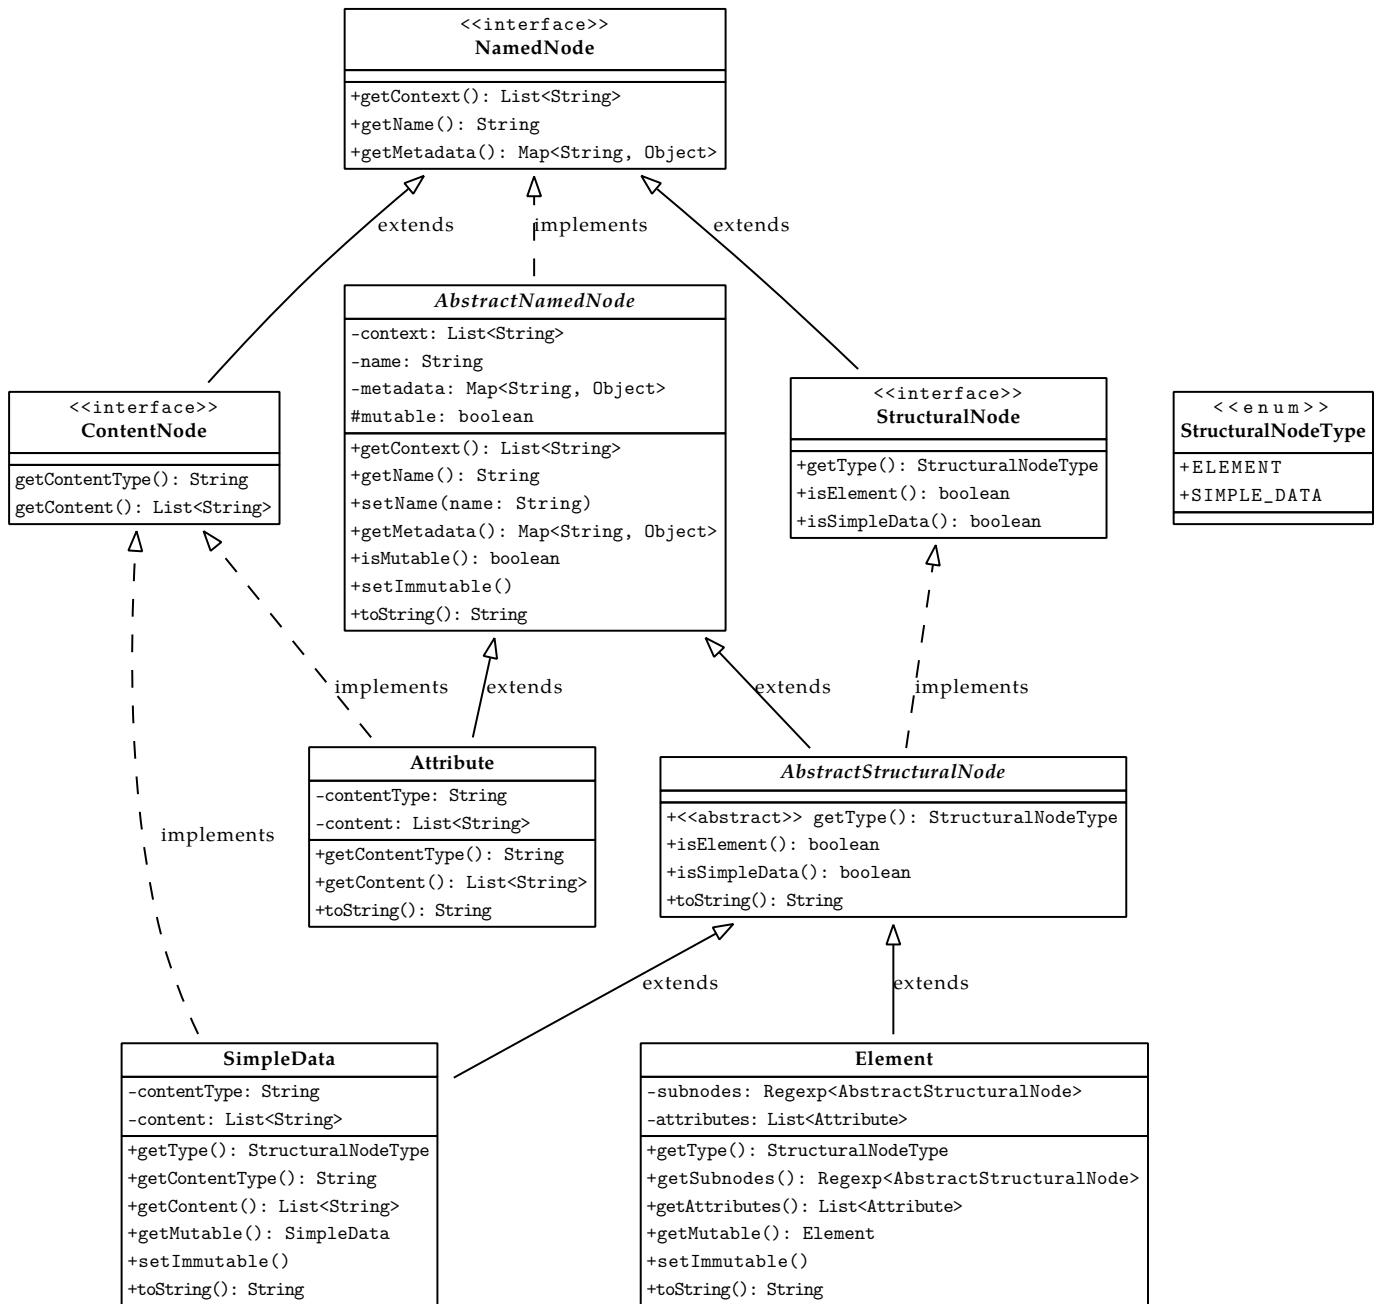 <<interface>>
NamedNode
+getContext(): List<String>
+getName(): String
+getMetadata(): Map<String, Object>
extends
implements
extends
AbstractNamedNode
-context: List<String>
-name: String
-metadata: Map<String, Object>
#mutable: boolean
+getContext(): List<String>
+getName(): String
+setName(name: String)
+getMetadata(): Map<String, Object>
+isMutable(): boolean
+setImmutable()
+toString(): String
<<interface>>
ContentNode
getContentType(): String
getContent(): List<String>
<<interface>>
StructuralNode
+getType(): StructuralNodeType
+isElement(): boolean
+isSimpleData(): boolean
<<enum>>
StructuralNodeType
+ELEMENT
+SIMPLE_DATA
implements
extends
extends
implements
Attribute
-contentType: String
-content: List<String>
+getContentType(): String
+getContent(): List<String>
+toString(): String
AbstractStructuralNode
+<<abstract>> getType(): StructuralNodeType
+isElement(): boolean
+isSimpleData(): boolean
+toString(): String
implements
extends
extends
SimpleData
-contentType: String
-content: List<String>
+getType(): StructuralNodeType
+getContentType(): String
+getContent(): List<String>
+getMutable(): SimpleData
+setImmutable()
+toString(): String
Element
-subnodes: Regexp<AbstractStructuralNode>
-attributes: List<Attribute>
+getType(): StructuralNodeType
+getSubnodes(): Regexp<AbstractStructuralNode>
+getAttributes(): List<Attribute>
+getMutable(): Element
+setImmutable()
+toString(): String